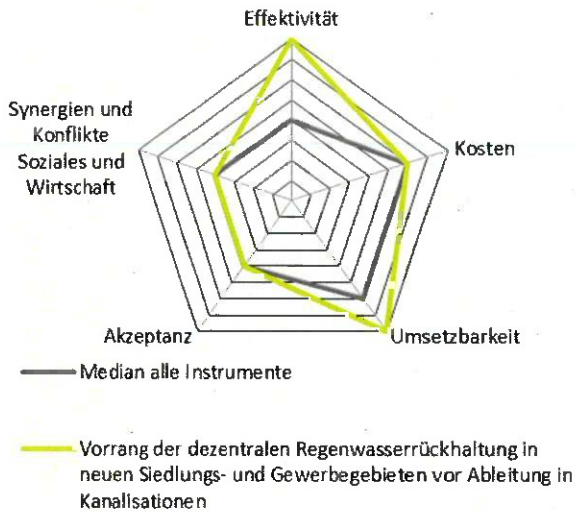 Effektivität
Synergien und
Konflikte
Soziales und
Wirtschaft
Kosten
Akzeptanz
Umsetzbarkeit
Median alle Instrumente
Vorrang der dezentralen Regenwasserrückhaltung in
neuen Siedlungs- und Gewerbegebieten vor Ableitung in
Kanalisationen